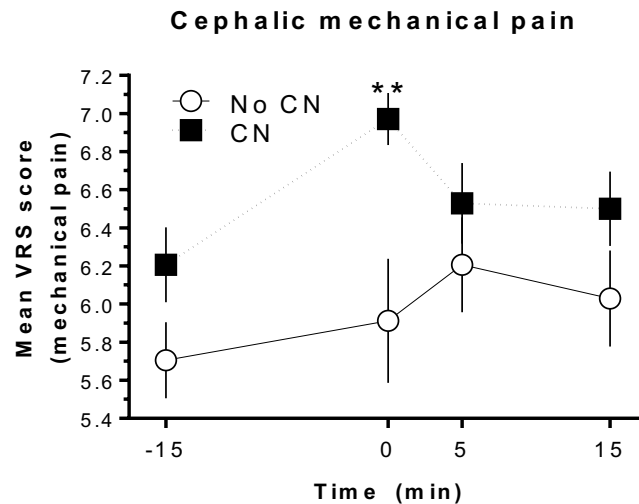 Cephalic mechanical pain
7.2
7.0
6.8
6.6
6.4
6.2
6.0
5.8
5.6
5.4
**
No CN
CN
Mean VRS score
(mechanical pain)
-15
0
5
15
Time (min)